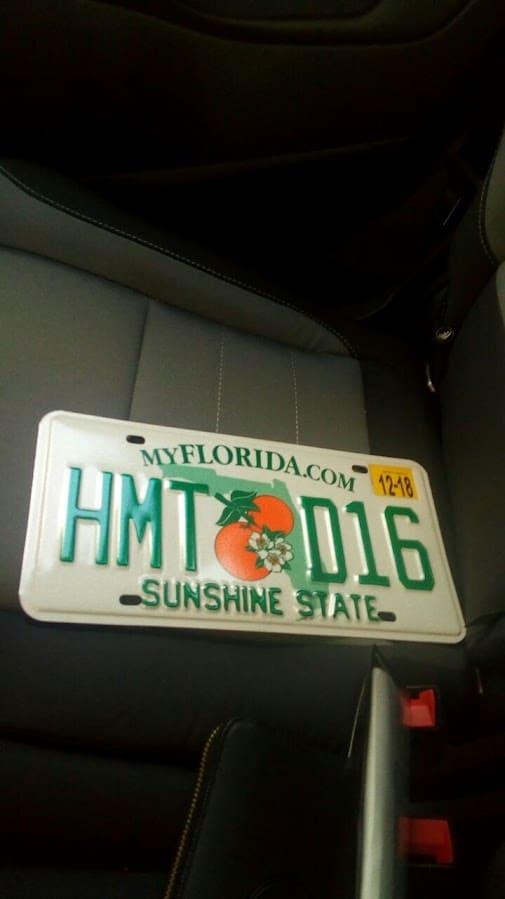 MYFLORIDA.COM
12-18
HMT D16
SUNSHINE STATE